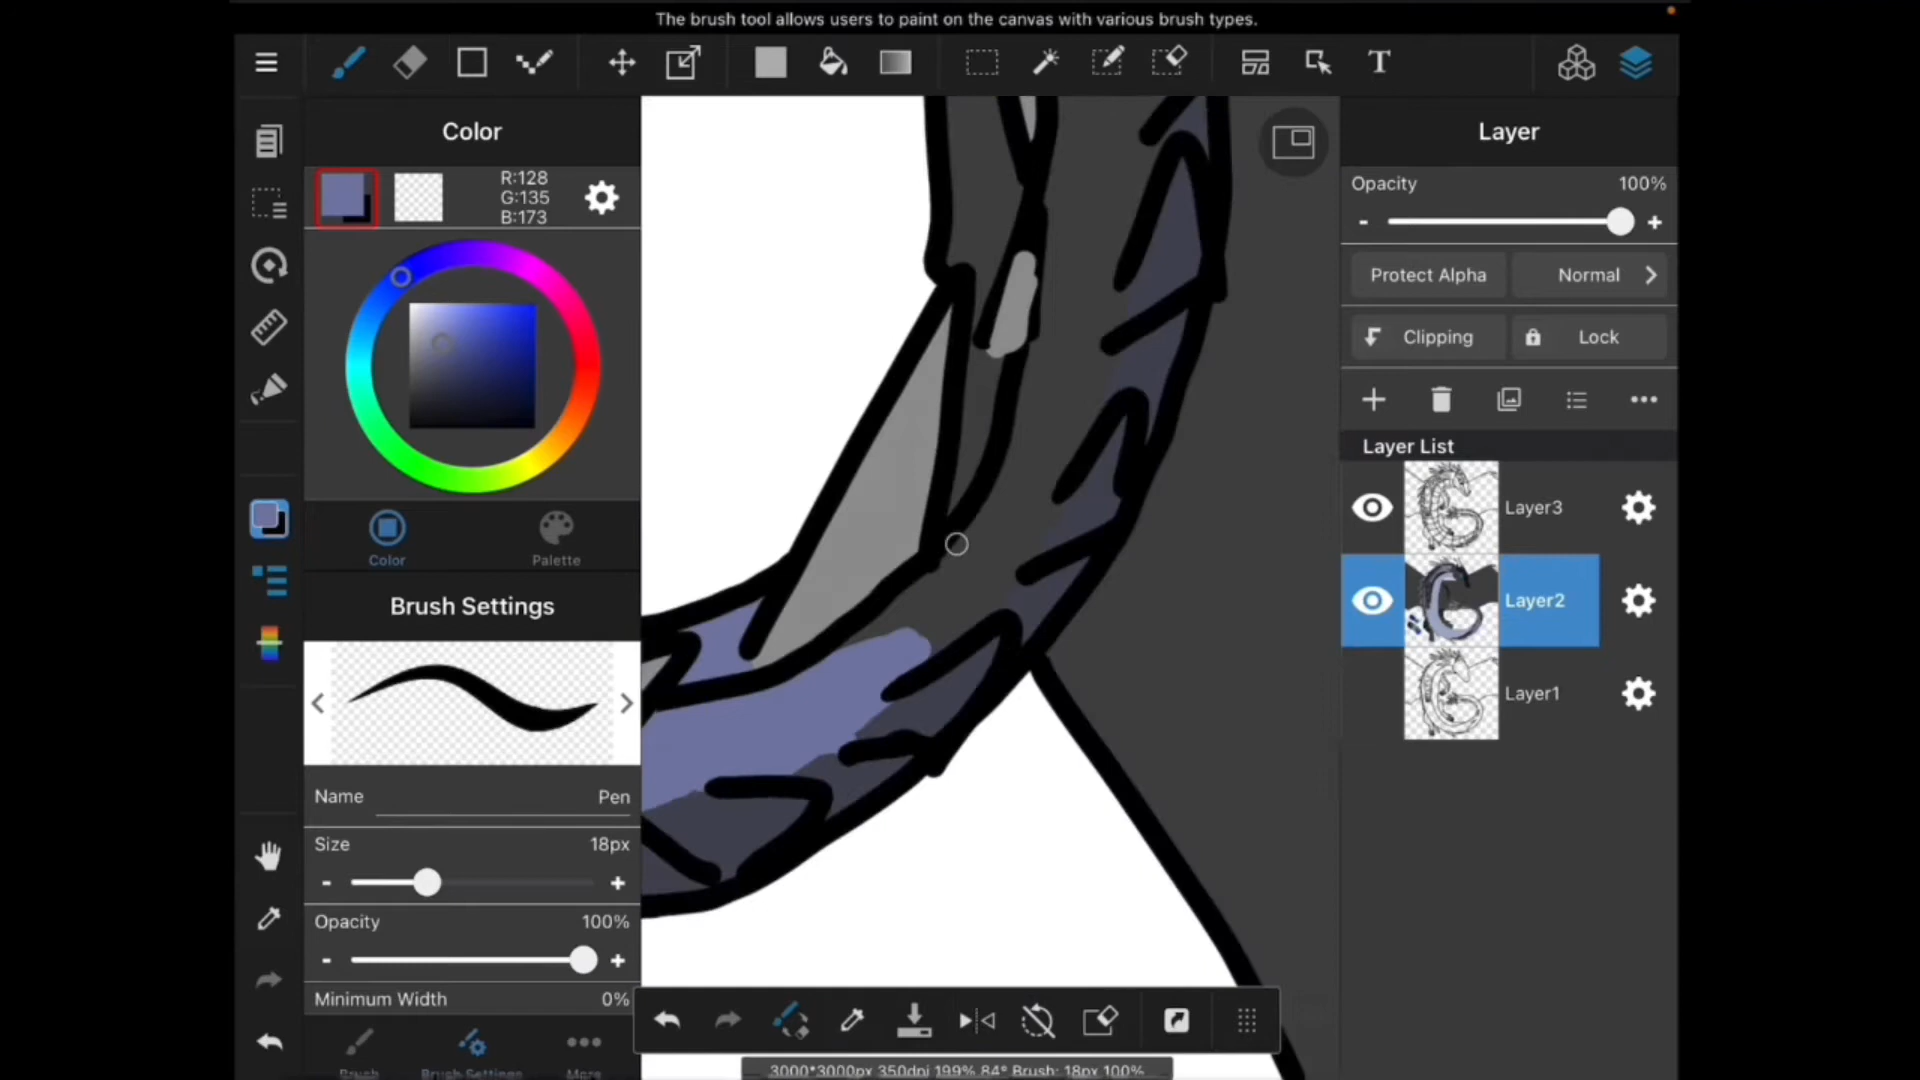 The brush tool allows users to paint on the canvas with various brush types.
T
Color
R:128
G:135
B:173
Color
Palette
Brush Settings
Name
Pen
Size
18px
Opacity
100%
Minimum Width
0%
Brush
Brush Settings
More
3000*3000px 350dpi 199% 84° Brush: 18px 100%
Layer
Opacity
100%
Protect Alpha
Normal
Clipping
Lock
Layer List
Layer3
Layer2
Layer1